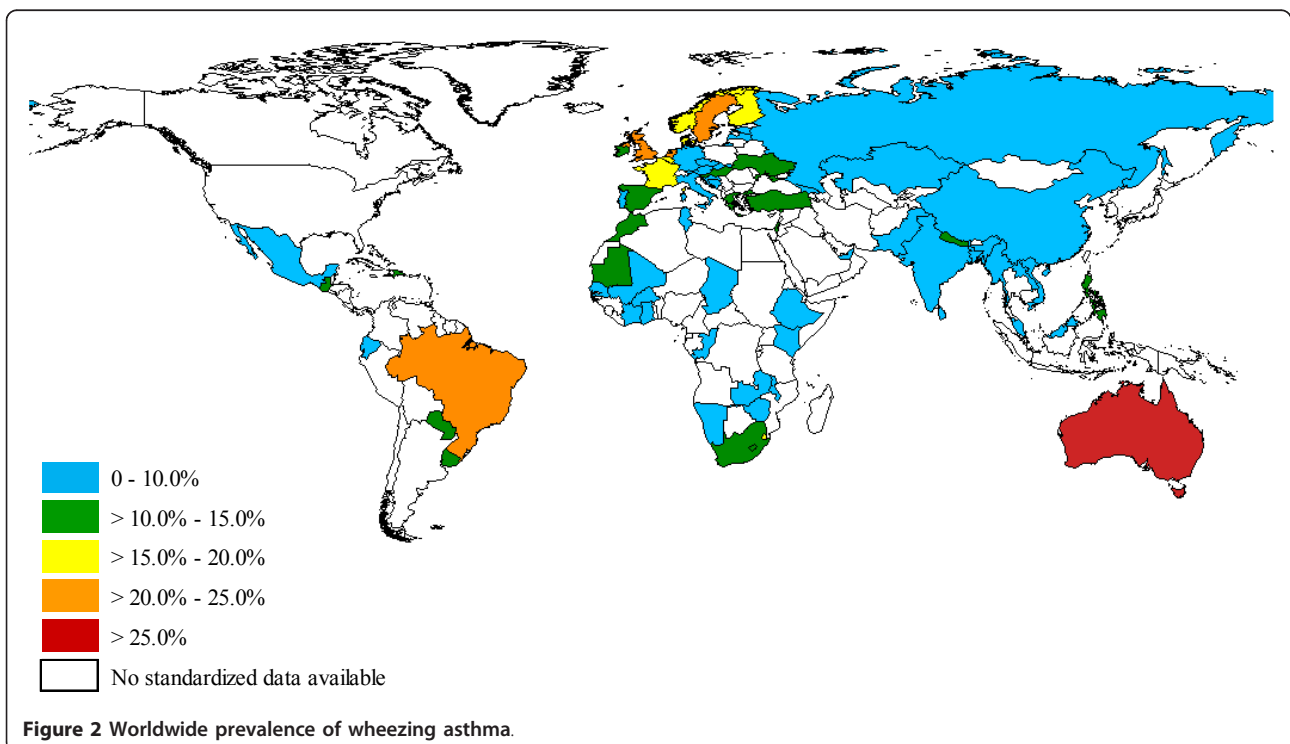 0 - 10.0%
> 10.0% - 15.0%
> 15.0% - 20.0%
> 20.0% - 25.0%
> 25.0%
No standardized data available
Figure 2 Worldwide prevalence of wheezing asthma.